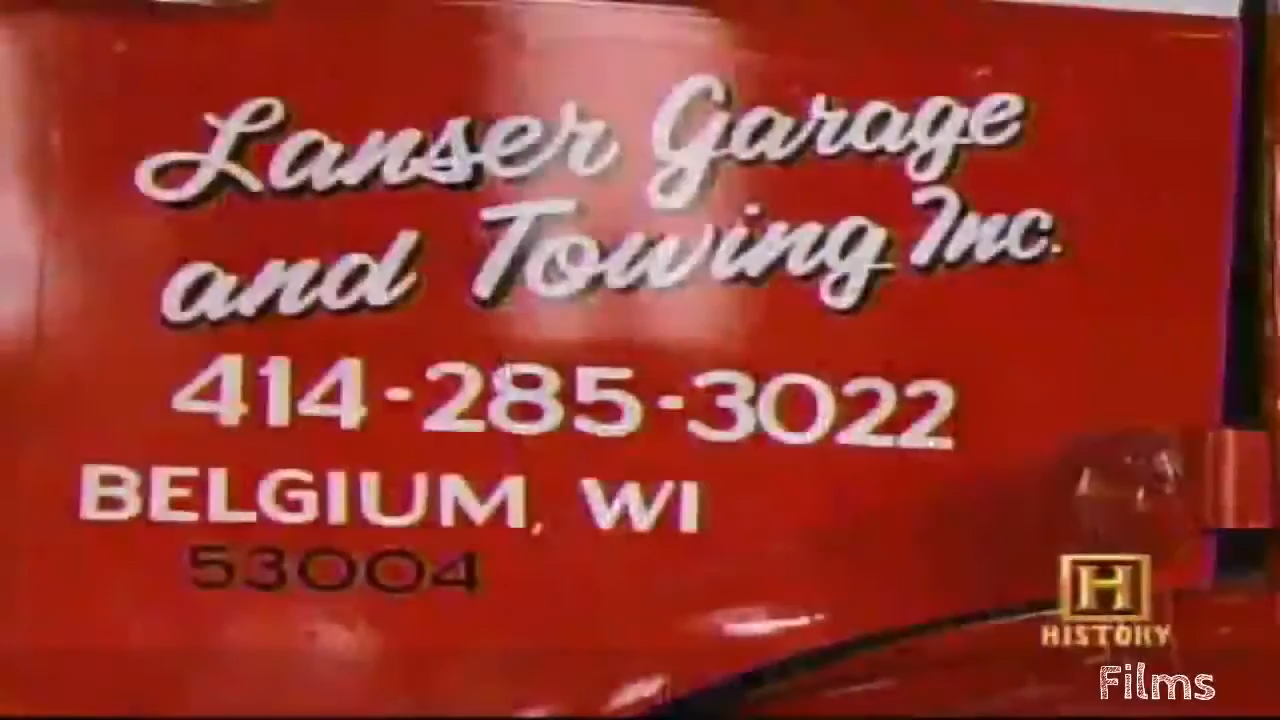 Lanser Garage
and Towing Inc.
414-285-3022
BELGIUM, WI
53004
H
HISTORY
Films